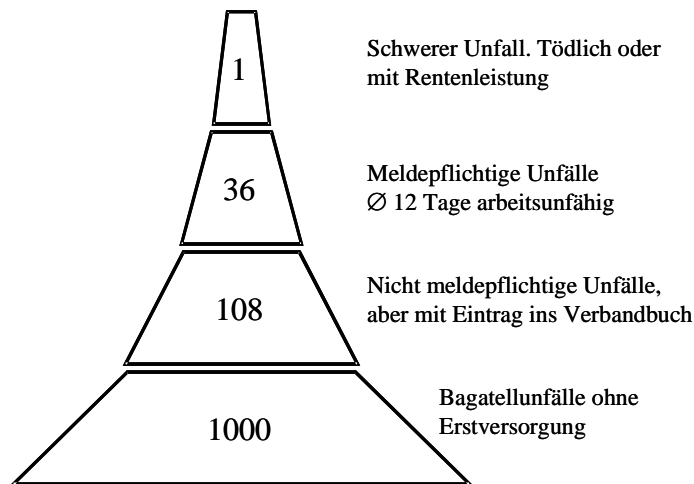 1
Schwerer Unfall. Tödlich oder
mit Rentenleistung
36
Meldepflichtige Unfälle
∅ 12 Tage arbeitsunfähig
108
Nicht meldepflichtige Unfälle,
aber mit Eintrag ins Verbandbuch
1000
Bagatellunfälle ohne
Erstversorgung